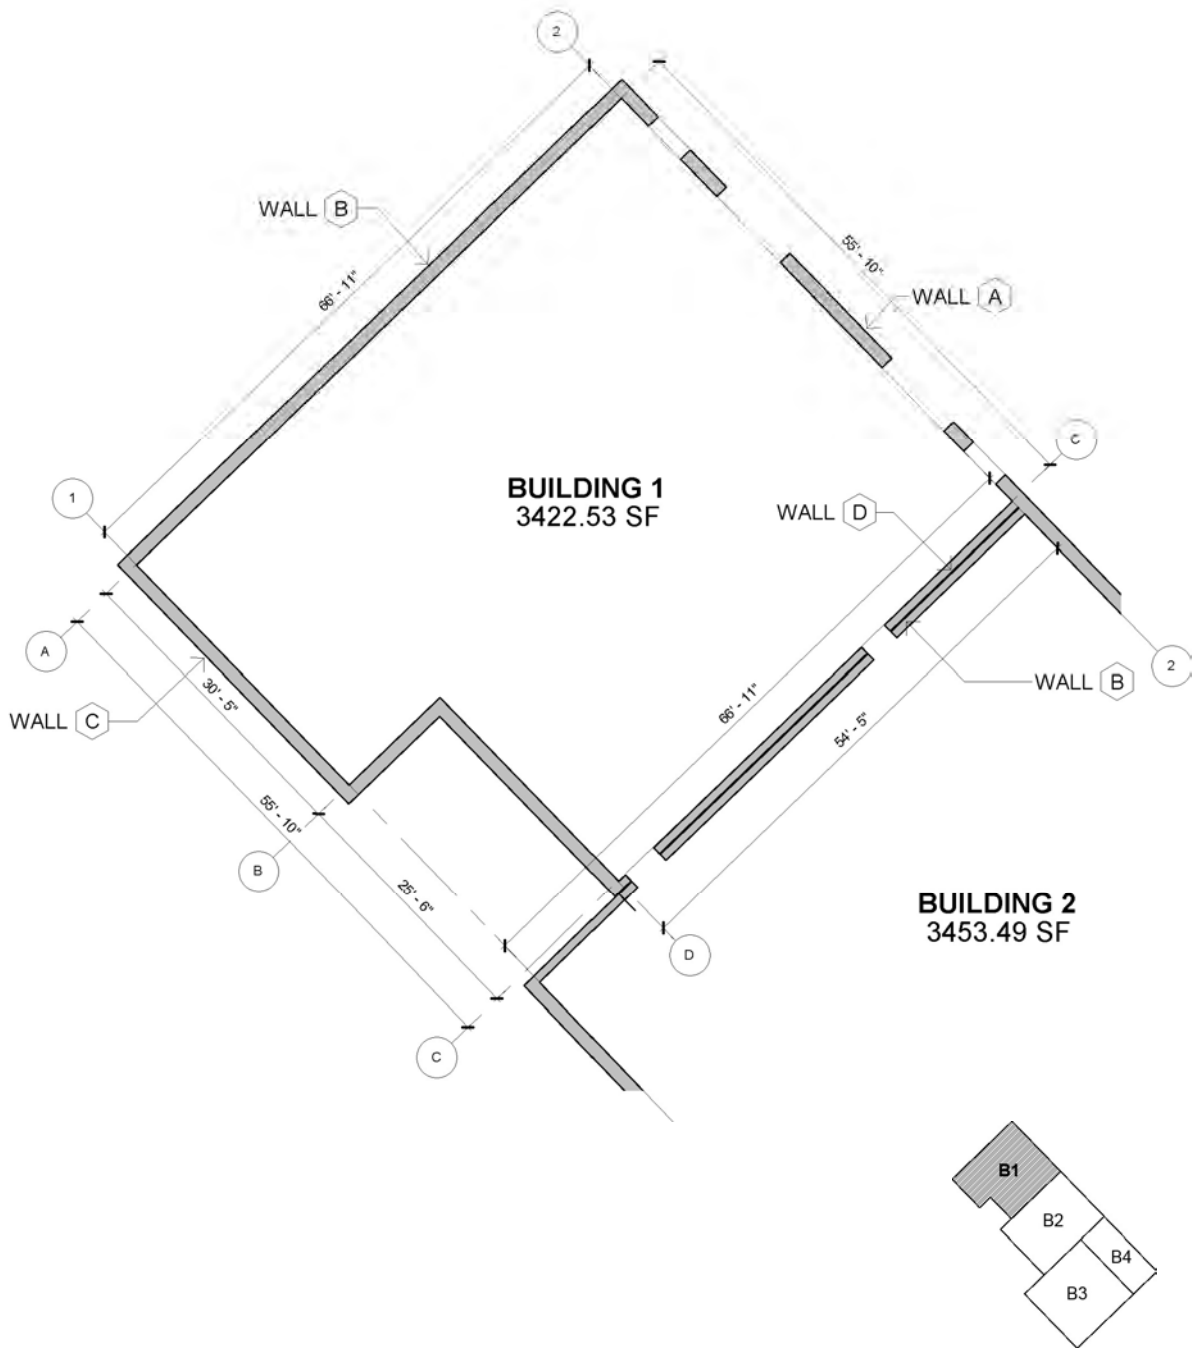 2
WALL B
66' - 11"
55' - 10"
WALL A
C
1
BUILDING 1
3422.53 SF
WALL D
A
2
WALL B
WALL C
30' - 5"
66' - 11"
54' - 5"
55' - 10"
B
25' - 6"
BUILDING 2
3453.49 SF
D
C
B1
B2
B4
B3